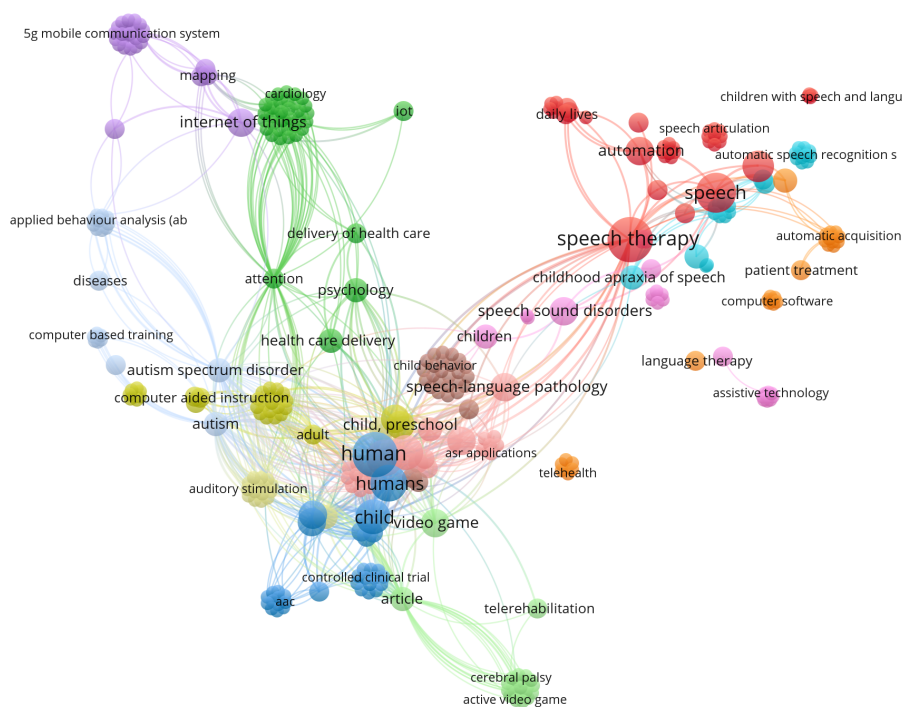 5g mobile communication system
mapping
cardiology
internet of things
iot
children with speech and langu
daily lives
speech articulation
automation
automatic speech recognition s
speech
applied behaviour analysis (ab
delivery of health care
speech therapy
automatic acquisition
diseases
attention
psychology
childhood apraxia of speech
patient treatment
computer software
speech sound disorders
computer based training
health care delivery
children
autism spectrum disorder
child behavior
language therapy
speech-language pathology
computer aided instruction
assistive technology
autism
adult
child, preschool
human
asr applications
telehealth
auditory stimulation
humans
child
video game
controlled clinical trial
aac
article
telerehabilitation
cerebral palsy
active video game